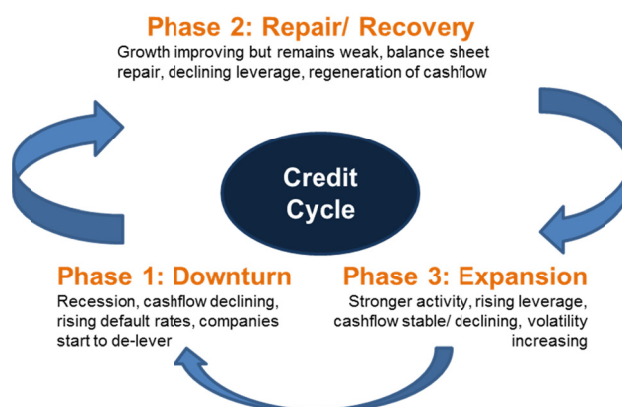 Phase 2: Repair/ Recovery
Growth improving but remains weak, balance sheet
repair, declining leverage, regeneration of cashflow
Credit
Cycle
Phase 1: Downturn
Recession, cashflow declining,
rising default rates, companies
start to de-lever
Phase 3: Expansion
Stronger activity, rising leverage,
cashflow stable/ declining, volatility
increasing